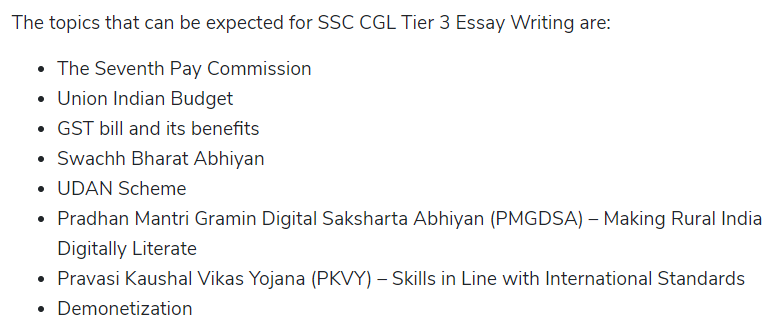 The topics that can be expected for SSC CGL Tier 3 Essay Writing are:
• The Seventh Pay Commission
• Union Indian Budget
• GST bill and its benefits
• Swachh Bharat Abhiyan
• UDAN Scheme
• Pradhan Mantri Gramin Digital Saksharta Abhiyan (PMGDSA) – Making Rural India
Digitally Literate
• Pravasi Kaushal Vikas Yojana (PKVY) – Skills in Line with International Standards
• Demonetization